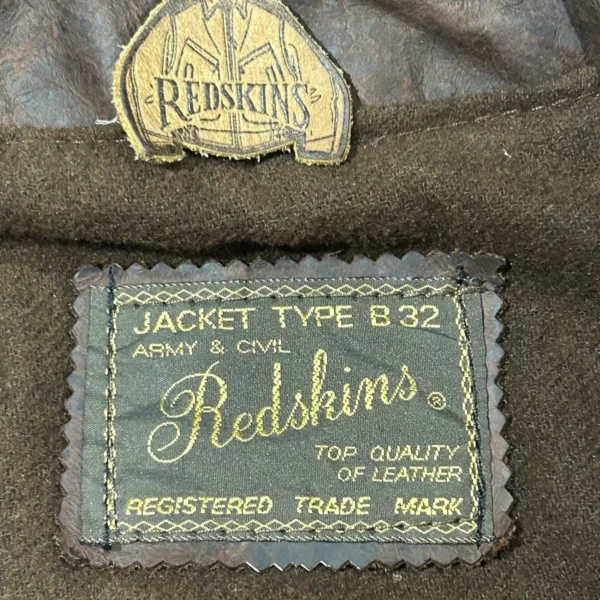 REDSKINS
JACKET TYPE B 32
ARMY & CIVIL
Redskins ®
TOP QUALITY
OF LEATHER
REGISTERED TRADE MARK